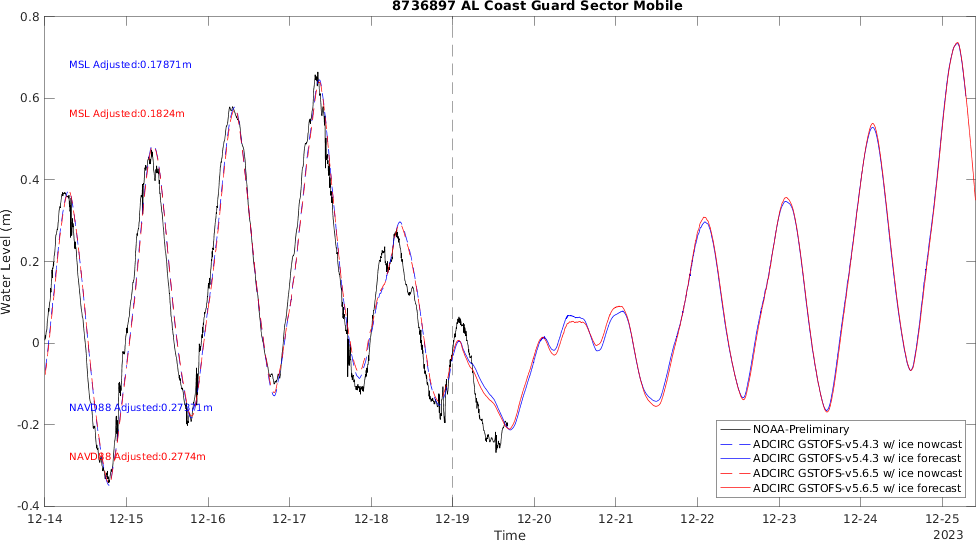 8736897 AL Coast Guard Sector Mobile
0.8
0.6
0.4
0.2
0
-0.2
-0.4
Water Level (m)
MSL Adjusted:0.17871m
MSL Adjusted:0.1824m
NAVD88 Adjusted:0.27371m
NAVD88 Adjusted:0.2774m
NOAA-Preliminary
ADCIRC GSTOFS-v5.4.3 w/ ice nowcast
ADCIRC GSTOFS-v5.4.3 w/ ice forecast
ADCIRC GSTOFS-v5.6.5 w/ ice nowcast
ADCIRC GSTOFS-v5.6.5 w/ ice forecast
12-14 12-15 12-16 12-17 12-18 12-19 12-20 12-21 12-22 12-23 12-24 12-25
Time
2023